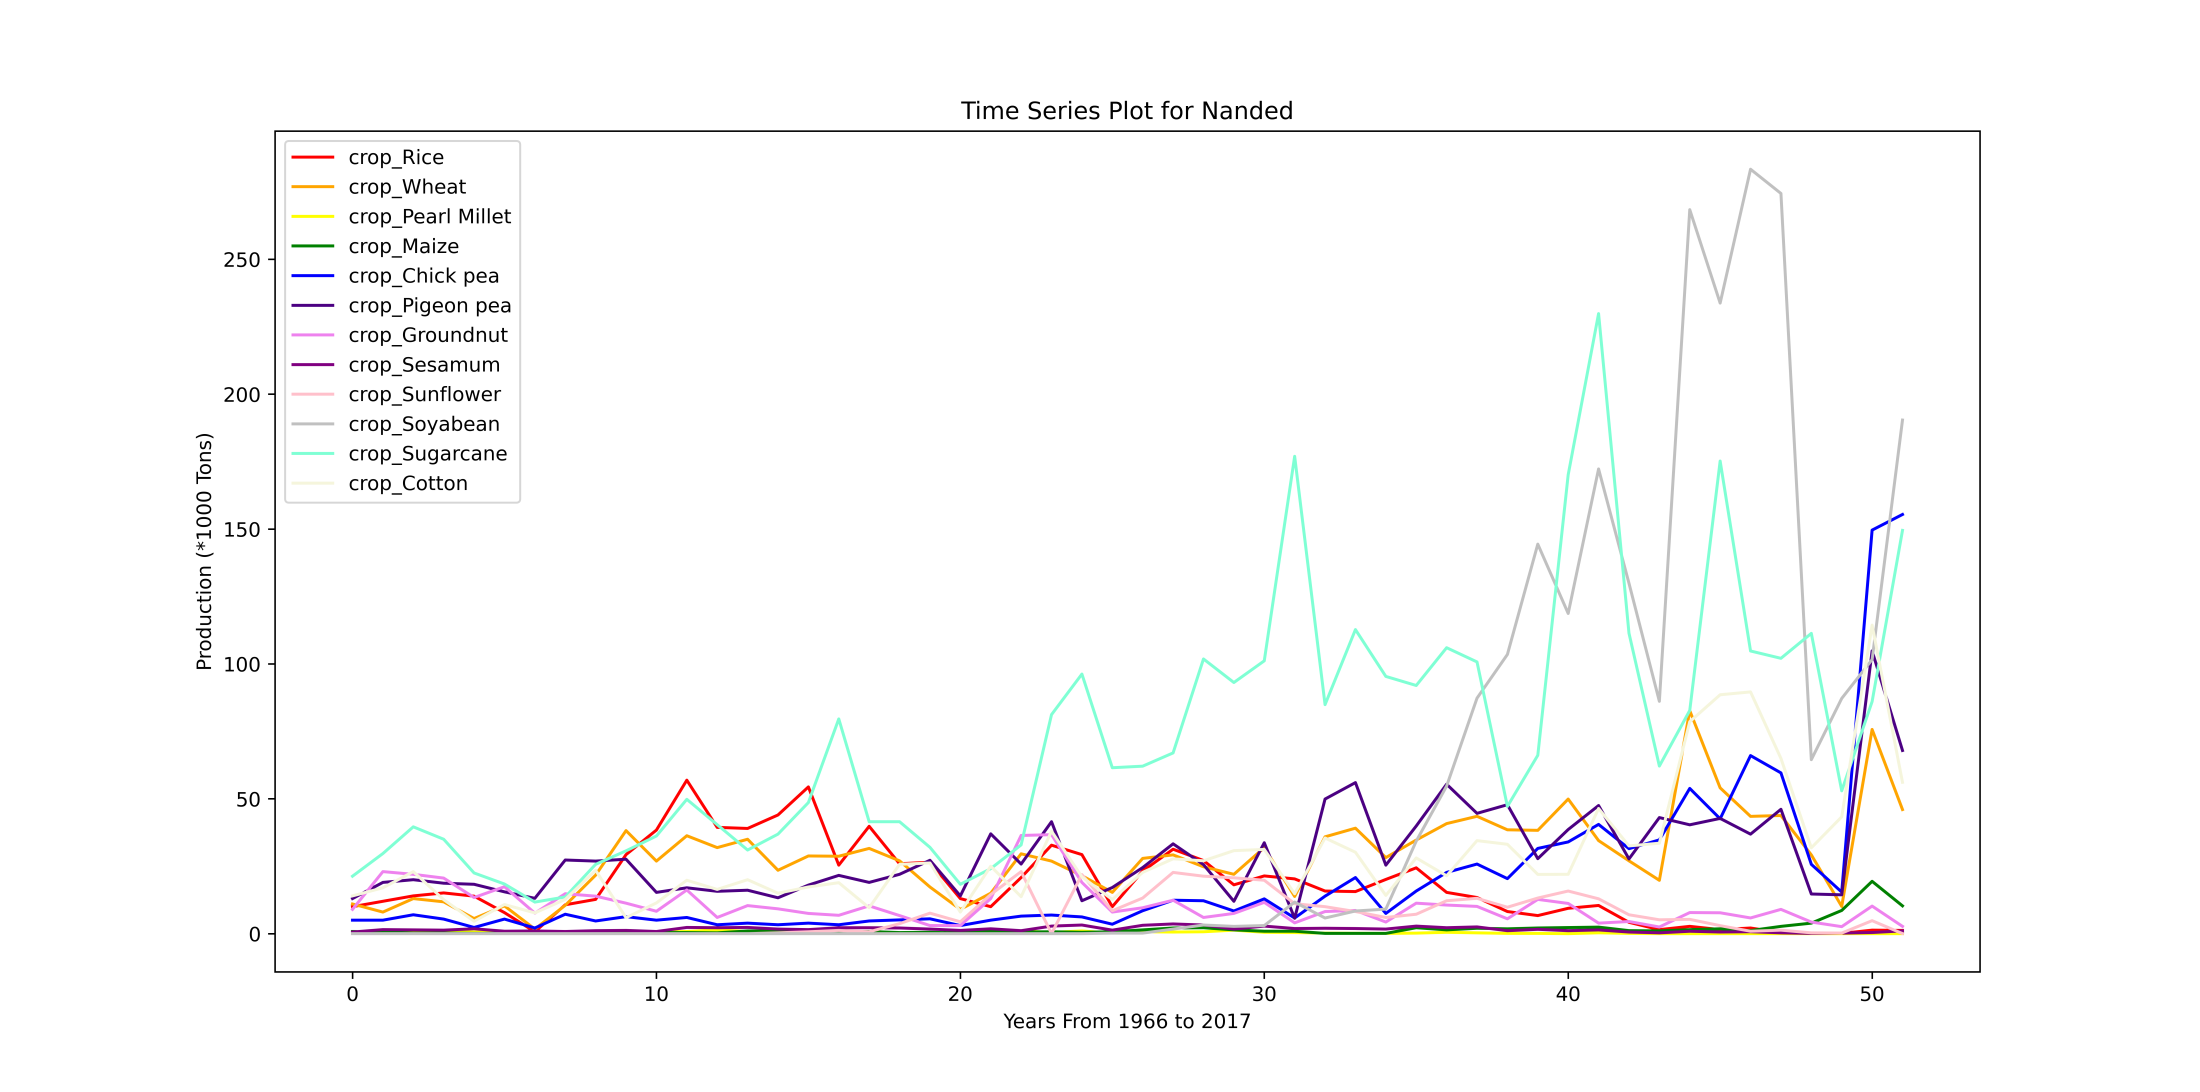 Time Series Plot for Nanded
crop_Rice
crop_Wheat
crop_Pearl Millet
crop_Maize
crop_Chick pea
crop_Pigeon pea
crop_Groundnut
crop_Sesamum
crop_Sunflower
crop_Soyabean
crop_Sugarcane
crop_Cotton
Production (*1000 Tons)
250
200
150
100
50
0
0 10 20 30 40 50
Years From 1966 to 2017